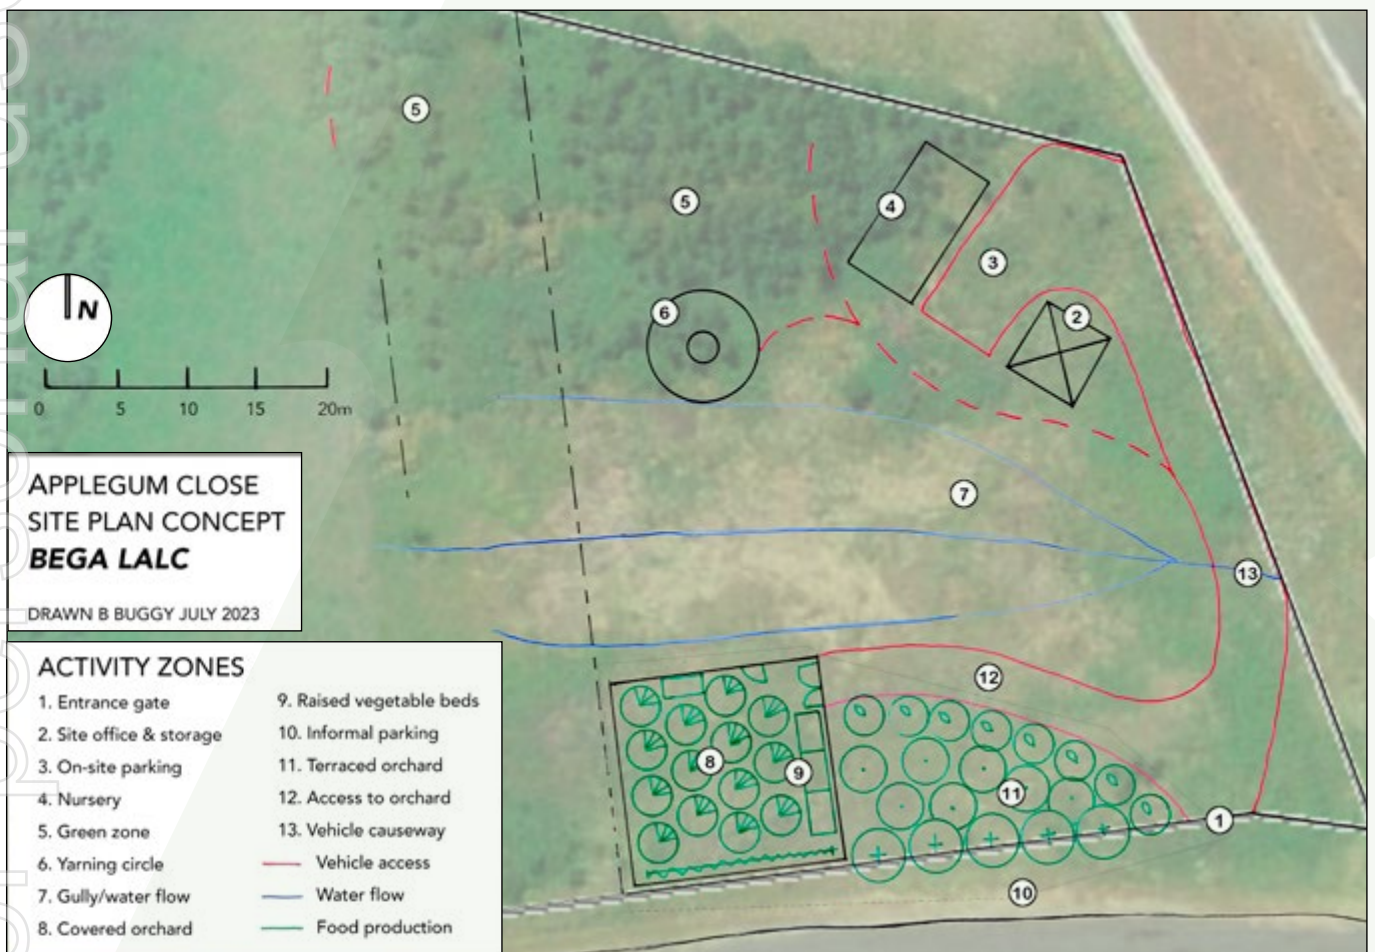 5
5
4
3
6
2
N
0 5 10 15 20m
7
APPLEGUM CLOSE
SITE PLAN CONCEPT
BEGA LALC
DRAWN B BUGGY JULY 2023
13
12
8
9
11
1
10
ACTIVITY ZONES
1. Entrance gate
2. Site office & storage
3. On-site parking
4. Nursery
5. Green zone
6. Yarning circle
7. Gully/water flow
8. Covered orchard
9. Raised vegetable beds
10. Informal parking
11. Terraced orchard
12. Access to orchard
13. Vehicle causeway
Vehicle access
Water flow
Food production